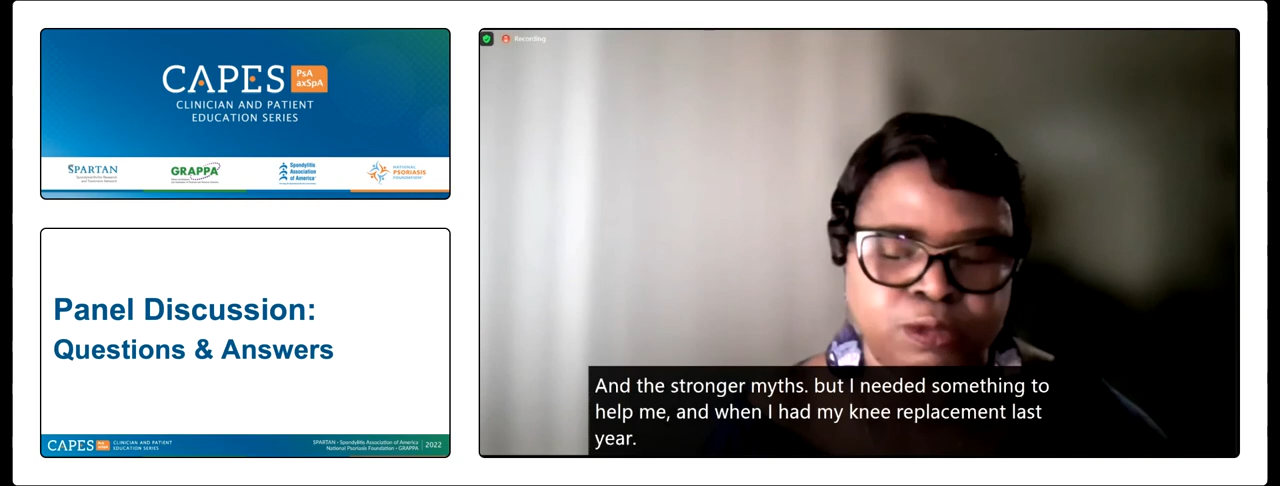 CAPES PsA
axSpA
CLINICIAN AND PATIENT
EDUCATION SERIES
SPARTAN
GRAPPA
Spondylitis
Association
of America
NATIONAL
PSORIASIS
FOUNDATION
Panel Discussion:
Questions & Answers
CAPES PsA
axSpA
CLINICIAN AND PATIENT
EDUCATION SERIES
SPARTAN - Spondylitis Association of America
National Psoriasis Foundation - GRAPPA
2022
Recording
And the stronger myths. but I needed something to
help me, and when I had my knee replacement last
year.